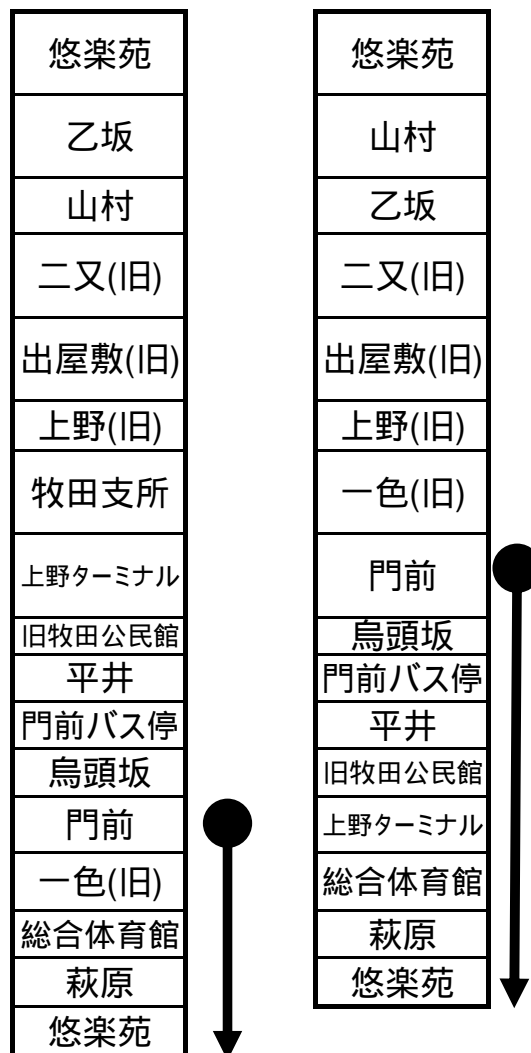 悠楽苑
乙坂
山村
二又(旧)
出屋敷(旧)
上野(旧)
牧田支所
上野ターミナル
旧牧田公民館
平井
門前バス停
烏頭坂
門前
一色(旧)
総合体育館
萩原
悠楽苑
悠楽苑
山村
乙坂
二又(旧)
出屋敷(旧)
上野(旧)
一色(旧)
門前
烏頭坂
門前バス停
平井
旧牧田公民館
上野ターミナル
総合体育館
萩原
悠楽苑